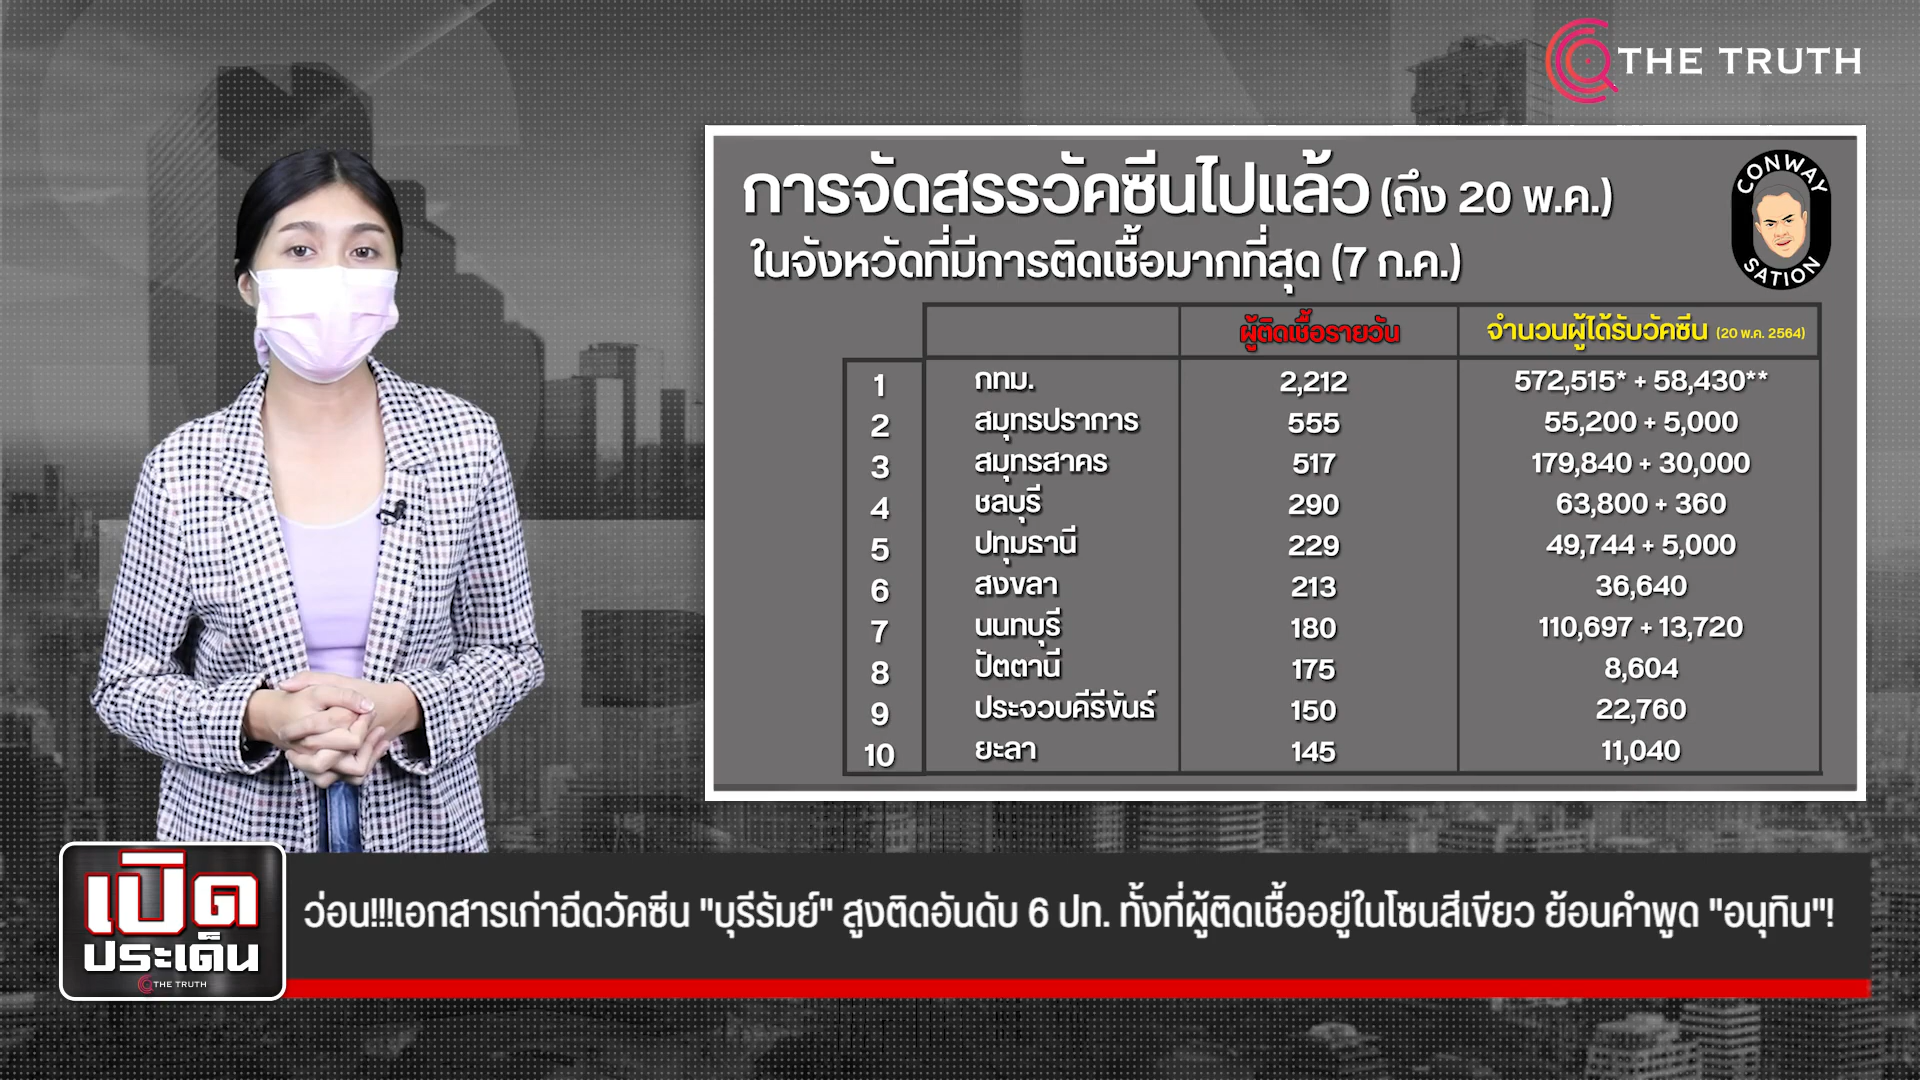 THE TRUTH
การจัดสรรวัคซีนไปแล้ว (ถึง 20 พ.ค.)
ในจังหวัดที่มีการติดเชื้อมากที่สุด (7 ก.ค.)
CONWAY
SATION
ผู้ติดเชื้อรายวัน จำนวนผู้ได้รับวัคซีน (20 พ.ค. 2564)
1 กทม. 2,212 572,515* + 58,430**
2 สมุทรปราการ 555 55,200 + 5,000
3 สมุทรสาคร 517 179,840 + 30,000
4 ชลบุรี 290 63,800 + 360
5 ปทุมธานี 229 49,744 + 5,000
6 สงขลา 213 36,640
7 นนทบุรี 180 110,697 + 13,720
8 ปัตตานี 175 8,604
9 ประจวบคีรีขันธ์ 150 22,760
10 ยะลา 145 11,040
เปิด
ประเด็น
THE TRUTH
ว่อน!!!เอกสารเก่าฉีดวัคซีน "บุรีรัมย์" สูงติดอันดับ 6 ปท. ทั้งที่ผู้ติดเชื้ออยู่ในโซนสีเขียว ย้อนคำพูด "อนุทิน"!